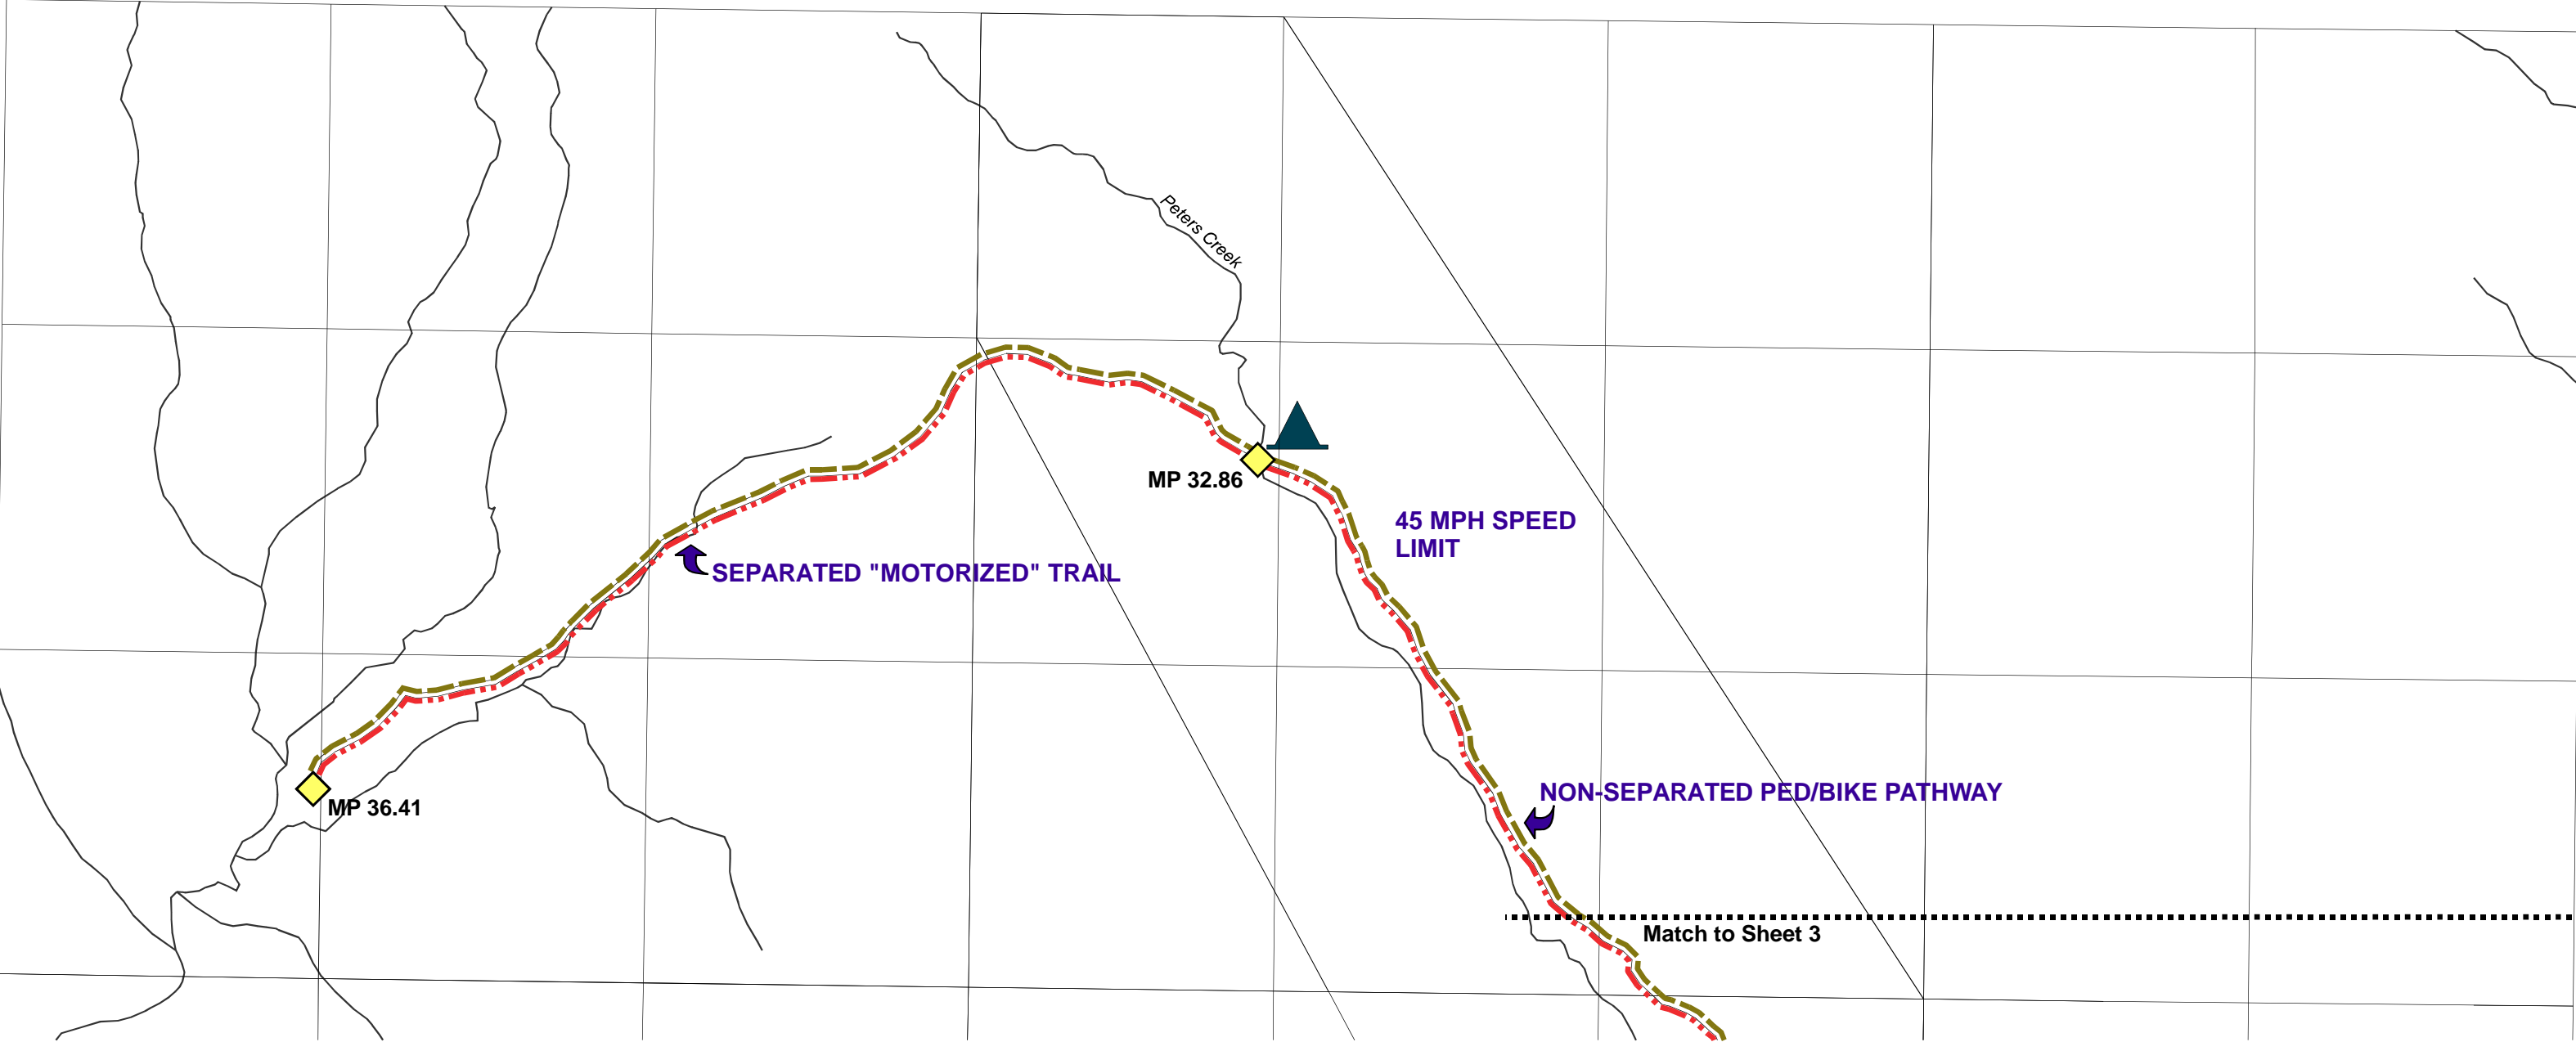 Peters Creek
MP 32.86
45 MPH SPEED
LIMIT
SEPARATED "MOTORIZED" TRAIL
NON-SEPARATED PED/BIKE PATHWAY
MP 36.41
Match to Sheet 3